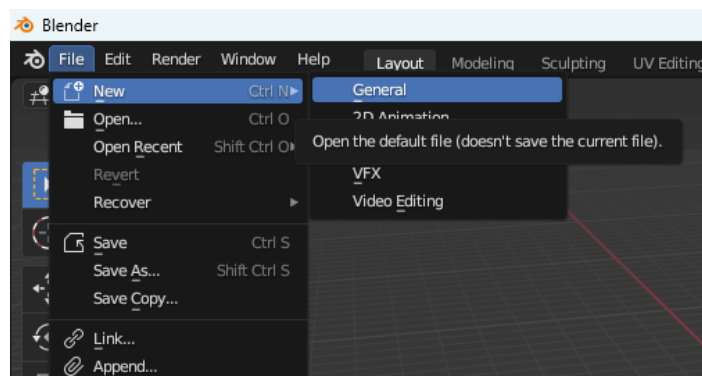 Blender
File Edit Render Window Help Layout Modeling Sculpting UV Editing
New Ctrl N
General
2D Animation
Open... Ctrl O
Open the default file (doesn't save the current file).
Open Recent Shift Ctrl O
Revert
VFX
Recover
Video Editing
Save Ctrl S
Save As... Shift Ctrl S
Save Copy...
Link...
Append...